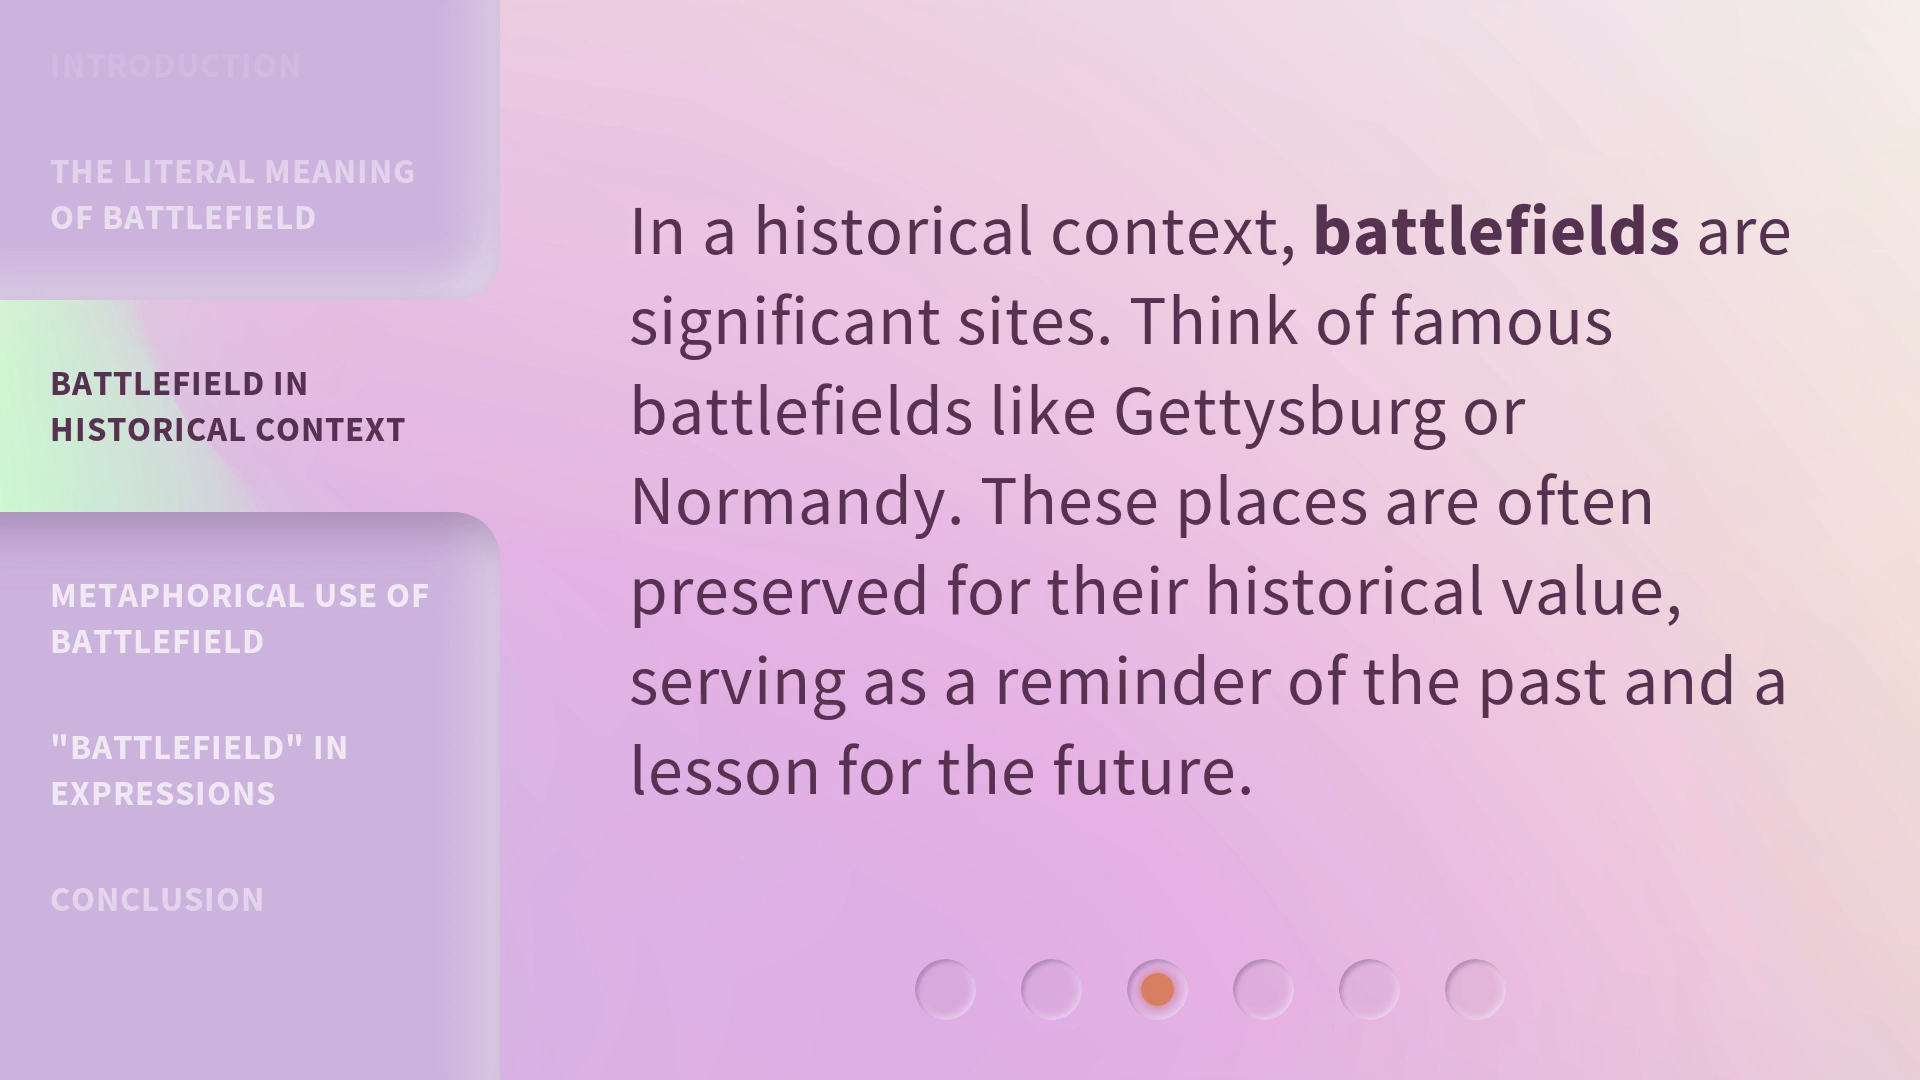 INTRODUCTION
THE LITERAL MEANING
OF BATTLEFIELD
BATTLEFIELD IN
HISTORICAL CONTEXT
METAPHORICAL USE OF
BATTLEFIELD
"BATTLEFIELD" IN
EXPRESSIONS
CONCLUSION
In a historical context, battlefields are
significant sites. Think of famous
battlefields like Gettysburg or
Normandy. These places are often
preserved for their historical value,
serving as a reminder of the past and a
lesson for the future.